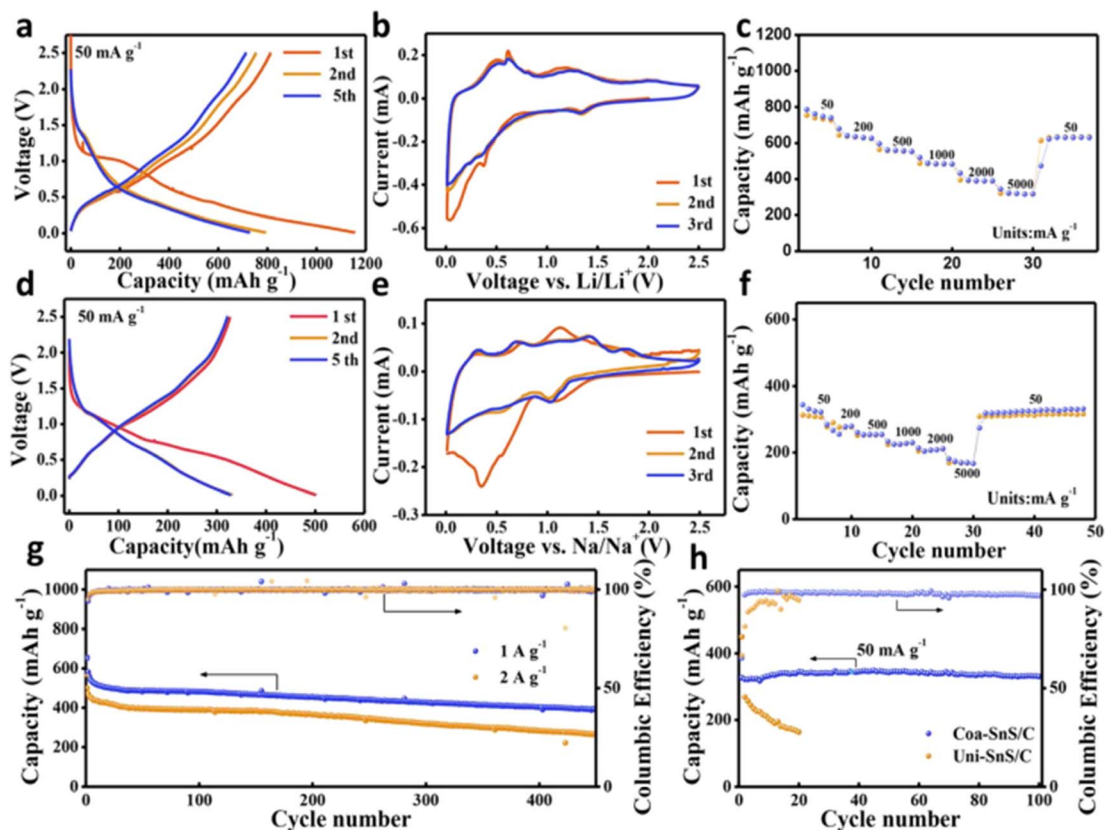 a
50 mA g⁻¹
1st
2nd
5th
2.5
2.0
1.5
1.0
0.5
0.0
Voltage (V)
0 200 400 600 800 1000 1200
Capacity (mAh g⁻¹)
b
0.2
0.0
-0.2
-0.4
-0.6
Current (mA)
1st
2nd
3rd
0.0 0.5 1.0 1.5 2.0 2.5
Voltage vs. Li/Li⁺(V)
c
1200
1000
800
600
400
200
0
Capacity (mAh g⁻¹)
50
200
500
1000
2000
5000
50
Units:mA g⁻¹
10 20 30
Cycle number
d
50 mA g⁻¹
1 st
2nd
5 th
2.5
2.0
1.5
1.0
0.5
0.0
Voltage (V)
0 100 200 300 400 500 600
Capacity(mAh g⁻¹)
e
0.1
0.0
-0.1
-0.2
-0.3
Current (mA)
1st
2nd
3rd
0.0 0.5 1.0 1.5 2.0 2.5
Voltage vs. Na/Na⁺(V)
f
600
400
200
0
Capacity (mAh g⁻¹)
50
200
500
1000
2000
5000
50
Units:mA g⁻¹
10 20 30 40 50
Cycle number
g
1000
800
600
400
200
0
Capacity (mAh g⁻¹)
1 A g⁻¹
2 A g⁻¹
100
50
0
Columbic Efficiency (%)
0 100 200 300 400
Cycle number
h
600
400
200
0
Capacity (mAh g⁻¹)
50 mA g⁻¹
Coa-SnS/C
Uni-SnS/C
100
50
0
Columbic Efficiency (%)
0 20 40 60 80 100
Cycle number